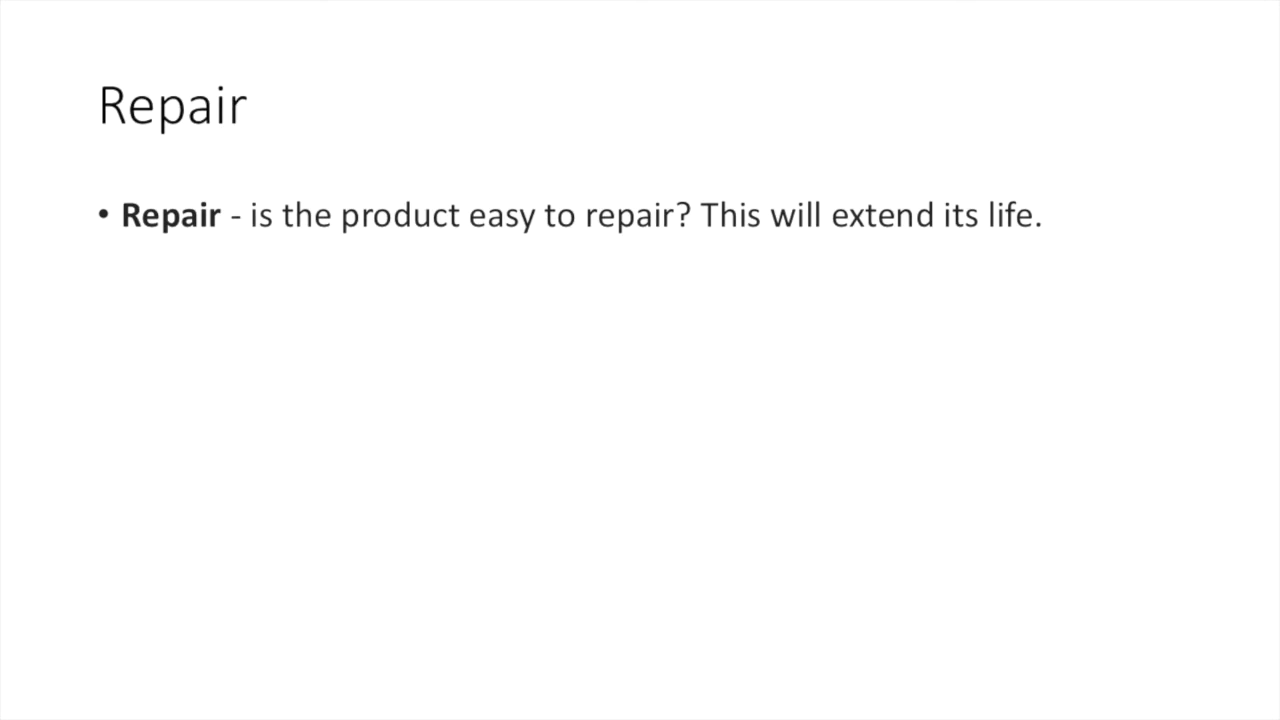 Repair
• Repair - is the product easy to repair? This will extend its life.